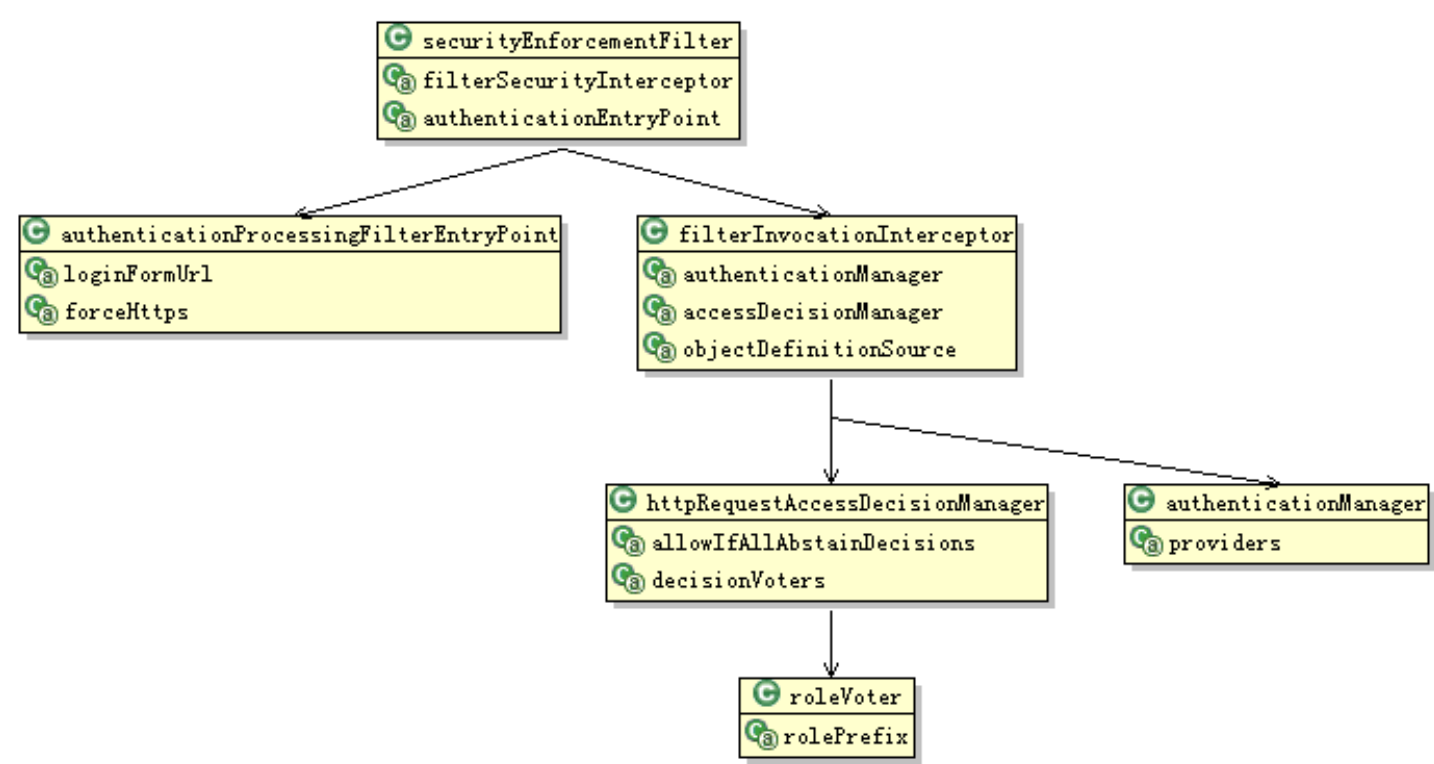 securityEnforcementFilter
filterSecurityInterceptor
authenticationEntryPoint
authenticationProcessingFilterEntryPoint
loginFormUrl
forceHttps
filterInvocationInterceptor
authenticationManager
accessDecisionManager
objectDefinitionSource
httpRequestAccessDecisionManager
allowIfAllAbstainDecisions
decisionVoters
authenticationManager
providers
roleVoter
rolePrefix